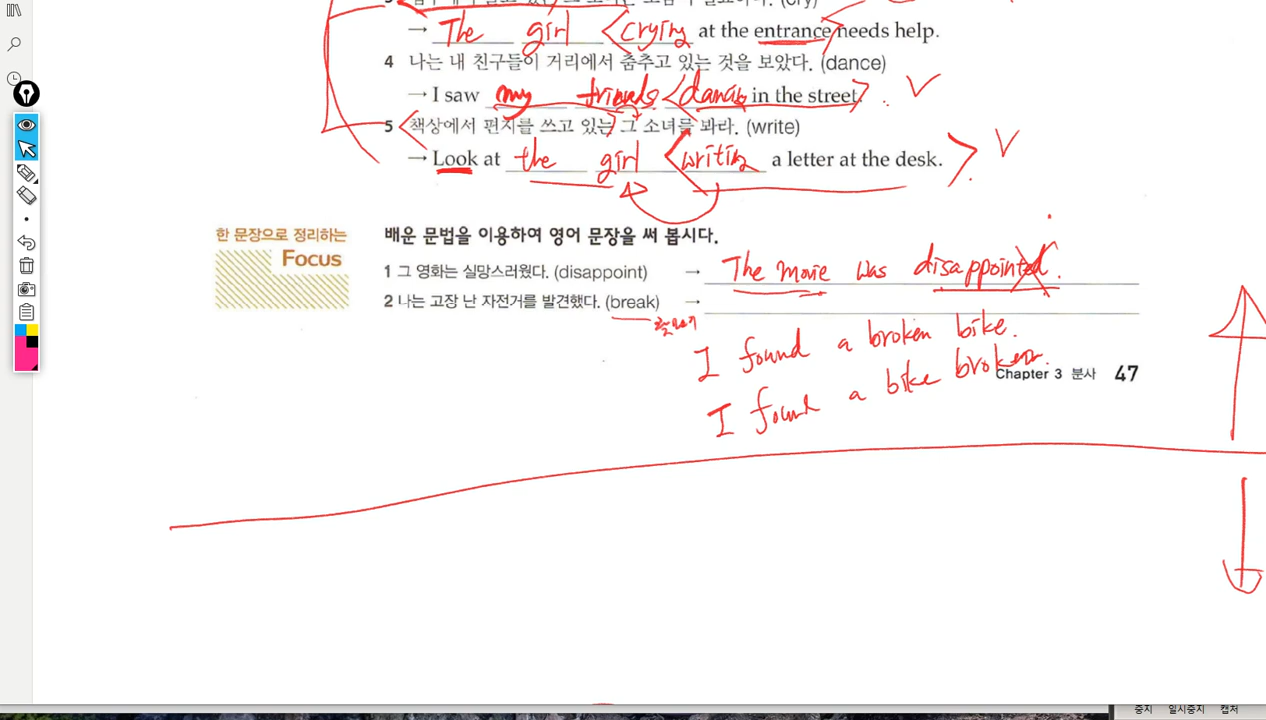 → The girl crying at the entrance needs help.
4 나는 내 친구들이 거리에서 춤추고 있는 것을 보았다. (dance)
→ I saw my friends in the street.
5 책상에서 편지를 쓰고 있는 그 소녀를 봐라. (write)
→ Look at the girl writing a letter at the desk.
한 문장으로 정리하는
Focus
배운 문법을 이용하여 영어 문장을 써 봅시다.
1 그 영화는 실망스러웠다. (disappoint) → The movie was disappointed.
2 나는 고장 난 자전거를 발견했다. (break) →
I found a broken bike.
I found a bike broken.
Chapter 3 분사 47
중지 일시중지 캡처